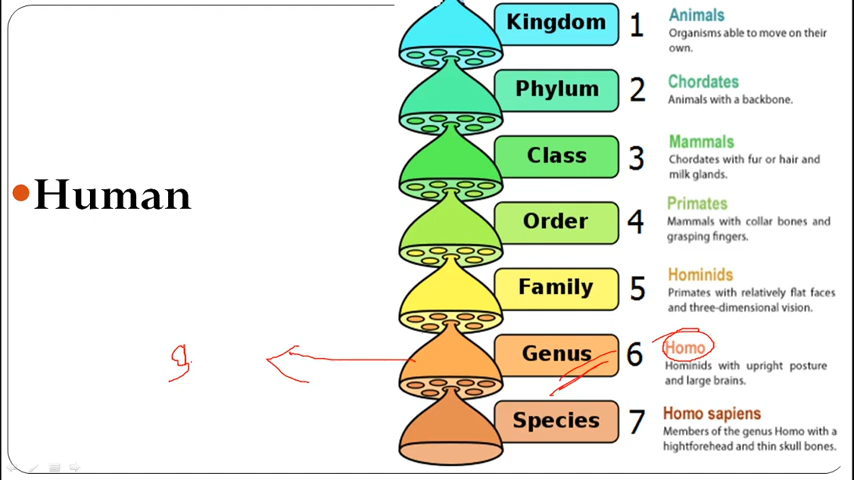 Kingdom 1 Animals
Organisms able to move on their
own.
Phylum 2 Chordates
Animals with a backbone.
Class 3 Mammals
Chordates with fur or hair and
milk glands.
• Human
Order 4 Primates
Mammals with collar bones and
grasping fingers.
Family 5 Hominids
Primates with relatively flat faces
and three-dimensional vision.
Genus 6 Homo
Hominids with upright posture
and large brains.
Species 7 Homo sapiens
Members of the genus Homo with a
hightforehead and thin skull bones.